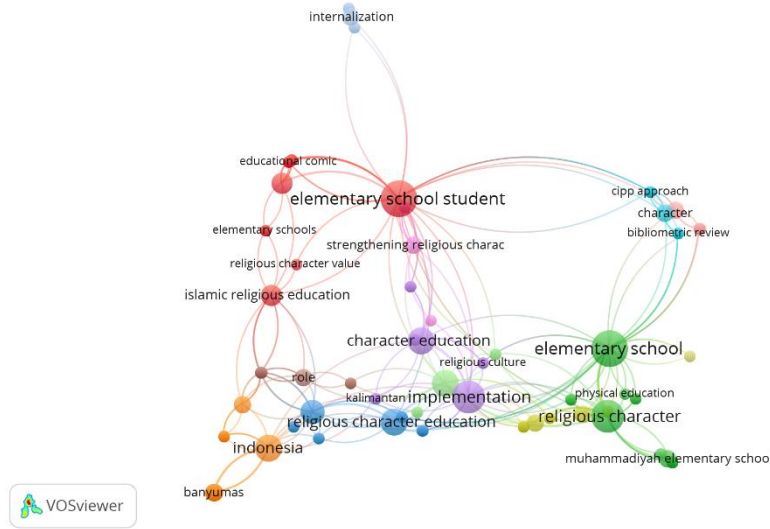 internalization
educational comic
elementary school student
cipp approach
character
elementary schools
bibliometric review
strengthening religious charac
religious character value
islamic religious education
character education
elementary school
religious culture
role
kalimantan
implementation
physical education
religious character education
religious character
indonesia
muhammadiyah elementary schoo
banyumas
VOSviewer